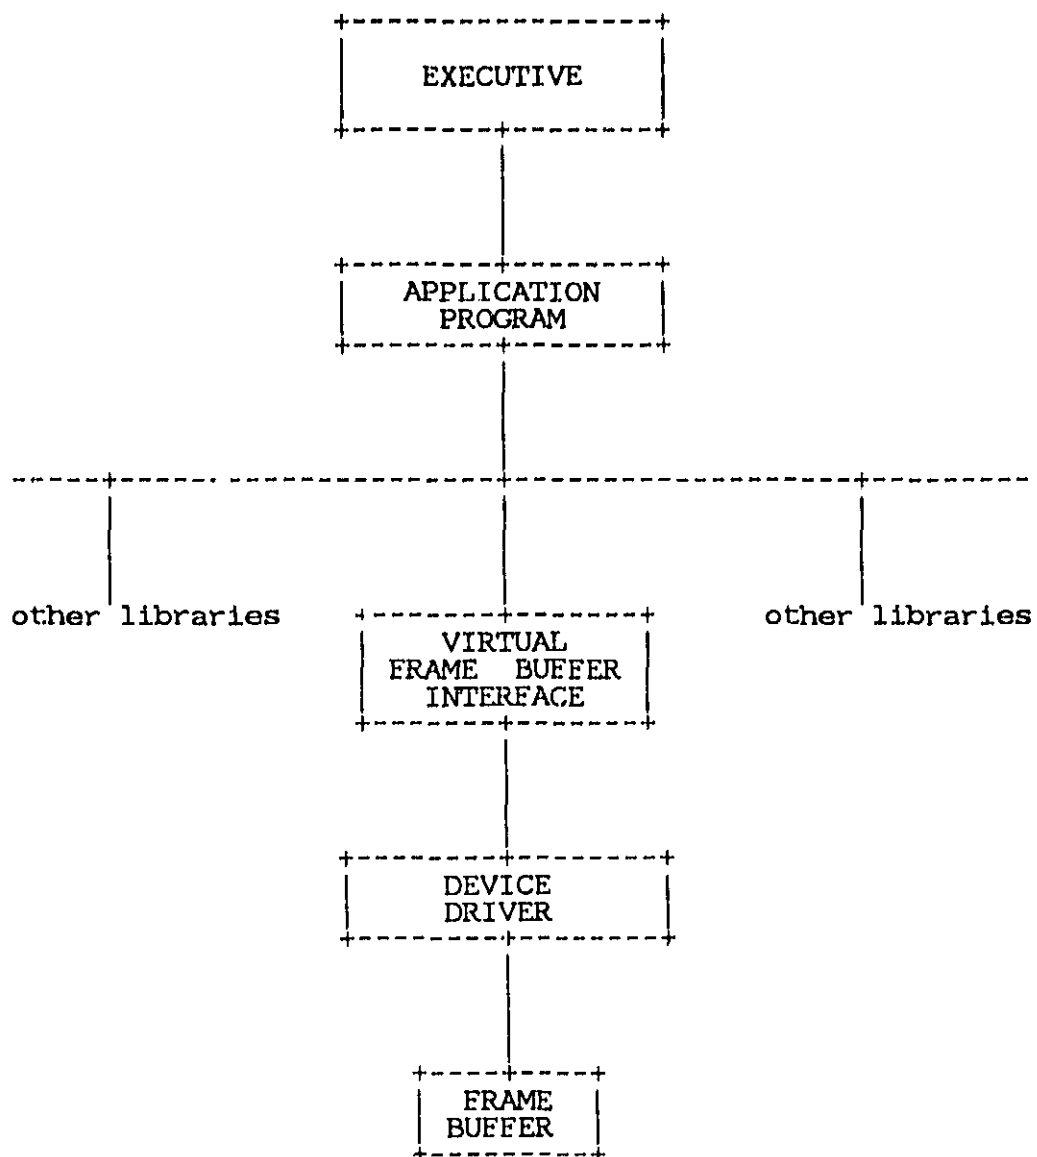 EXECUTIVE
APPLICATION
PROGRAM
other libraries
other libraries
VIRTUAL
FRAME BUFFER
INTERFACE
DEVICE
DRIVER
FRAME
BUFFER